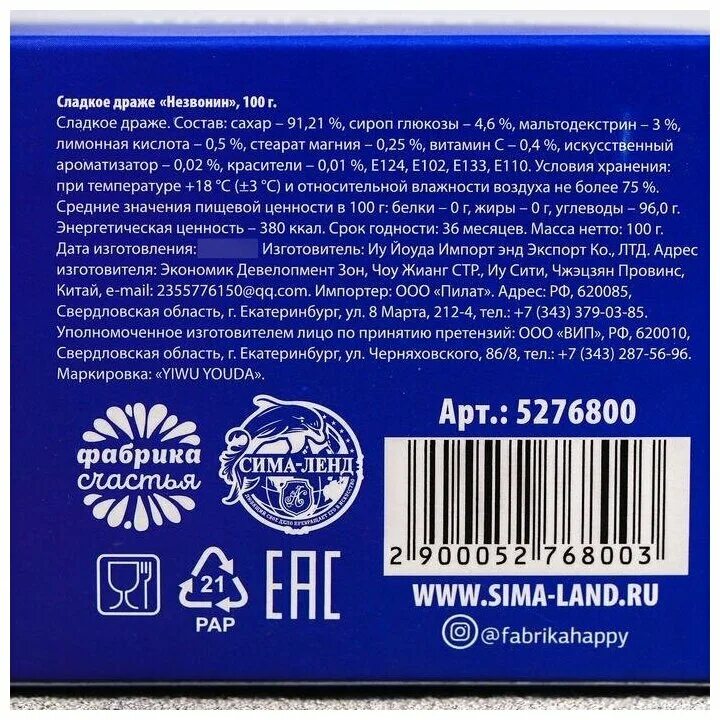 Сладкое драже «Незвонин», 100 г.
Сладкое драже. Состав: сахар – 91,21 %, сироп глюкозы – 4,6 %, мальтодекстрин – 3 %,
лимонная кислота – 0,5 %, стеарат магния – 0,25 %, витамин С – 0,4 %, искусственный
ароматизатор – 0,02 %, красители – 0,01 %, Е124, Е102, Е133, Е110. Условия хранения:
при температуре +18 °С (±3 °С) и относительной влажности воздуха не более 75 %.
Средние значения пищевой ценности в 100 г: белки – 0 г, жиры – 0 г, углеводы – 96,0 г.
Энергетическая ценность – 380 ккал. Срок годности: 36 месяцев. Масса нетто: 100 г.
Дата изготовления: Изготовитель: Иу Йоуда Импорт энд Экспорт Ко., ЛТД. Адрес
изготовителя: Экономик Девелопмент Зон, Чоу Жианг СТР., Иу Сити, Чжэцзян Провинс,
Китай, e-mail: 2355776150@qq.com. Импортер: ООО «Пилат». Адрес: РФ, 620085,
Свердловская область, г. Екатеринбург, ул. 8 Марта, 212-4, тел.: +7 (343) 379-03-85.
Уполномоченное изготовителем лицо по принятию претензий: ООО «ВИП», РФ, 620010,
Свердловская область, г. Екатеринбург, ул. Черняховского, 86/8, тел.: +7 (343) 287-56-96.
Маркировка: «YIWU YOUDA».
фабрика
счастья
СИМА-ЛЕНД
ЛЮБЯЩИЙ СВОЕ ДЕЛО ПРЕВРАЩАЕТ ЕГО В ИСКУССТВО
Арт.: 5276800
2 900052 768003
WWW.SIMA-LAND.RU
@fabrikahappy
21
PAP
EAC